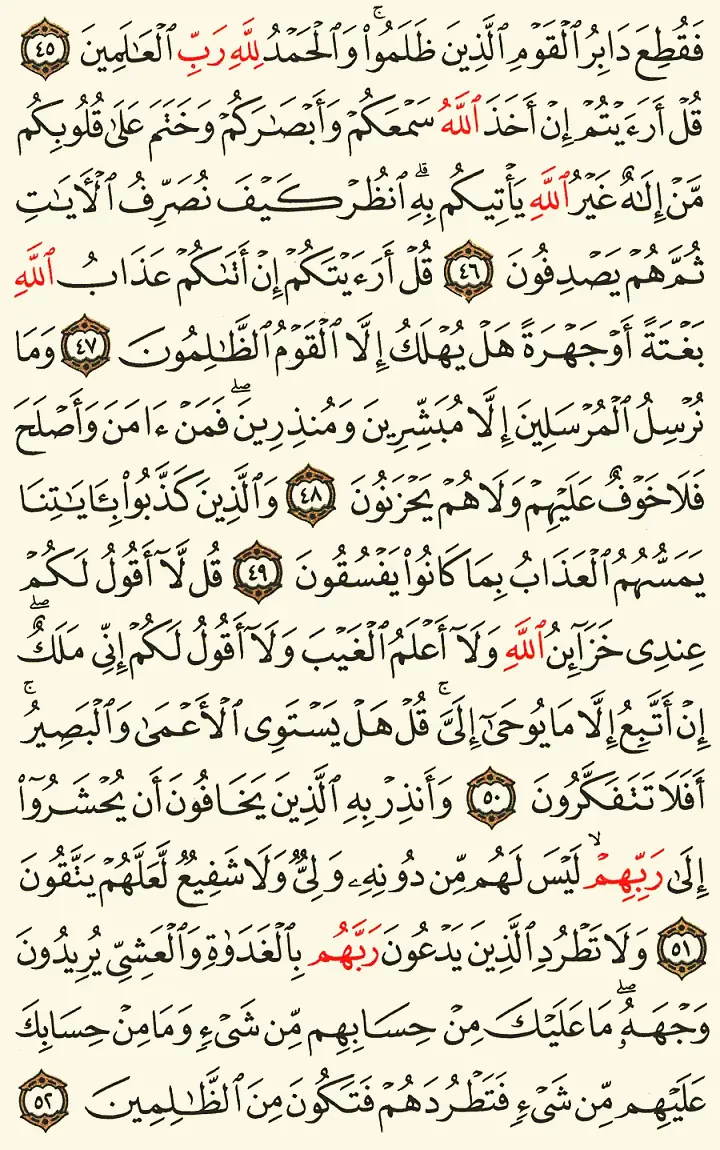 فَقُطِعَ دَابِرُ ٱلۡقَوۡمِ ٱلَّذِينَ ظَلَمُواْۚ وَٱلۡحَمۡدُ لِلَّهِ رَبِّ ٱلۡعَٰلَمِينَ ٤٥
قُلۡ أَرَءَيۡتُمۡ إِنۡ أَخَذَ ٱللَّهُ سَمۡعَكُمۡ وَأَبۡصَٰرَكُمۡ وَخَتَمَ عَلَىٰ قُلُوبِكُم
مَّنۡ إِلَٰهٌ غَيۡرُ ٱللَّهِ يَأۡتِيكُم بِهِۗ ٱنظُرۡ كَيۡفَ نُصَرِّفُ ٱلۡأٓيَٰتِ
ثُمَّ هُمۡ يَصۡدِفُونَ ٤٦ قُلۡ أَرَءَيۡتَكُمۡ إِنۡ أَتَىٰكُمۡ عَذَابُ ٱللَّهِ
بَغۡتَةً أَوۡ جَهۡرَةً هَلۡ يُهۡلَكُ إِلَّا ٱلۡقَوۡمُ ٱلظَّٰلِمُونَ ٤٧ وَمَا
نُرۡسِلُ ٱلۡمُرۡسَلِينَ إِلَّا مُبَشِّرِينَ وَمُنذِرِينَۖ فَمَنۡ ءَامَنَ وَأَصۡلَحَ
فَلَا خَوۡفٌ عَلَيۡهِمۡ وَلَا هُمۡ يَحۡزَنُونَ ٤٨ وَٱلَّذِينَ كَذَّبُواْ بِـَٔايَٰتِنَا
يَمَسُّهُمُ ٱلۡعَذَابُ بِمَا كَانُواْ يَفۡسُقُونَ ٤٩ قُل لَّآ أَقُولُ لَكُمۡ
عِندِي خَزَآئِنُ ٱللَّهِ وَلَآ أَعۡلَمُ ٱلۡغَيۡبَ وَلَآ أَقُولُ لَكُمۡ إِنِّي مَلَكٌۖ
إِنۡ أَتَّبِعُ إِلَّا مَا يُوحَىٰٓ إِلَيَّۚ قُلۡ هَلۡ يَسۡتَوِي ٱلۡأَعۡمَىٰ وَٱلۡبَصِيرُۚ
أَفَلَا تَتَفَكَّرُونَ ٥٠ وَأَنذِرۡ بِهِ ٱلَّذِينَ يَخَافُونَ أَن يُحۡشَرُوٓاْ
إِلَىٰ رَبِّهِمۡۙ لَيۡسَ لَهُم مِّن دُونِهِۦ وَلِيٌّ وَلَا شَفِيعٌ لَّعَلَّهُمۡ يَتَّقُونَ
٥١ وَلَا تَطۡرُدِ ٱلَّذِينَ يَدۡعُونَ رَبَّهُم بِٱلۡغَدَوٰةِ وَٱلۡعَشِيِّ يُرِيدُونَ
وَجۡهَهُۥۖ مَا عَلَيۡكَ مِنۡ حِسَابِهِم مِّن شَيۡءٖ وَمَا مِنۡ حِسَابِكَ
عَلَيۡهِم مِّن شَيۡءٖ فَتَطۡرُدَهُمۡ فَتَكُونَ مِنَ ٱلظَّٰلِمِينَ ٥٢